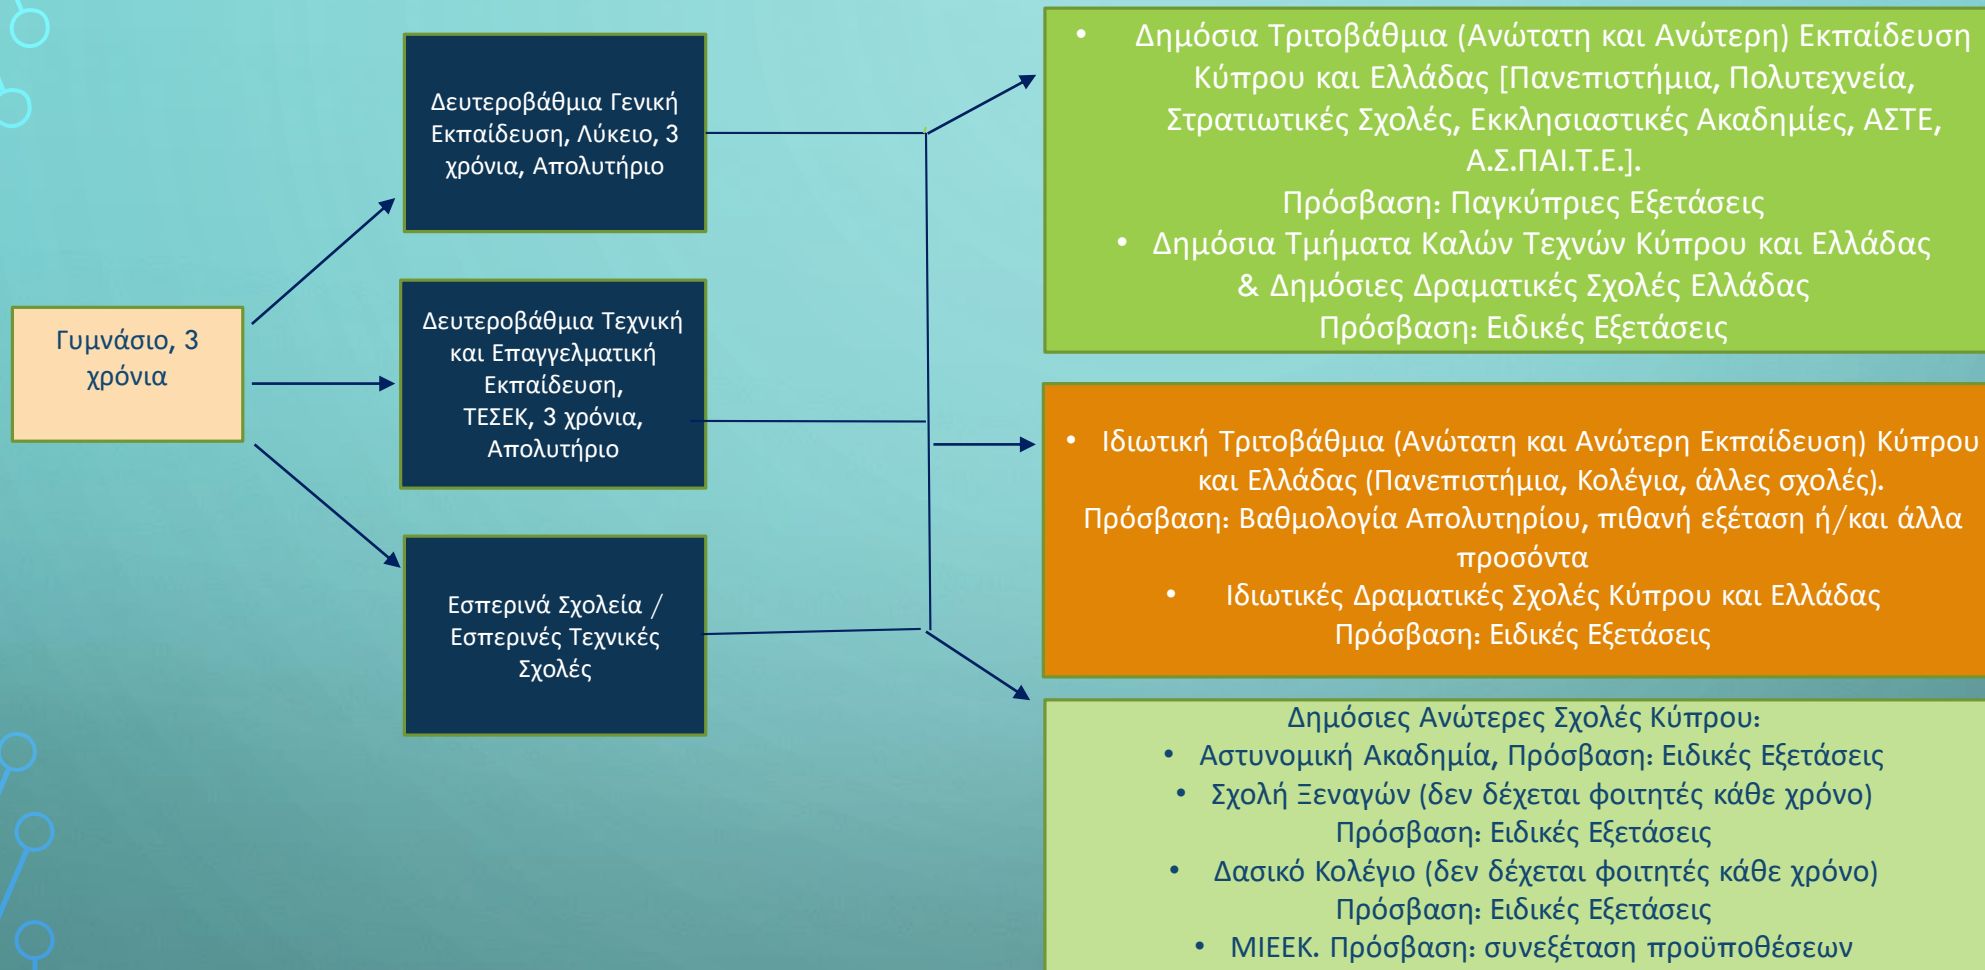 Γυμνάσιο, 3
χρόνια
Δευτεροβάθμια Γενική
Εκπαίδευση, Λύκειο, 3
χρόνια, Απολυτήριο
Δευτεροβάθμια Τεχνική
και Επαγγελματική
Εκπαίδευση,
ΤΕΣΕΚ, 3 χρόνια,
Απολυτήριο
Εσπερινά Σχολεία /
Εσπερινές Τεχνικές
Σχολές
• Δημόσια Τριτοβάθμια (Ανώτατη και Ανώτερη) Εκπαίδευση
Κύπρου και Ελλάδας [Πανεπιστήμια, Πολυτεχνεία,
Στρατιωτικές Σχολές, Εκκλησιαστικές Ακαδημίες, ΑΣΤΕ,
Α.Σ.ΠΑΙ.Τ.Ε.].
Πρόσβαση: Παγκύπριες Εξετάσεις
• Δημόσια Τμήματα Καλών Τεχνών Κύπρου και Ελλάδας
& Δημόσιες Δραματικές Σχολές Ελλάδας
Πρόσβαση: Ειδικές Εξετάσεις
• Ιδιωτική Τριτοβάθμια (Ανώτατη και Ανώτερη Εκπαίδευση) Κύπρου
και Ελλάδας (Πανεπιστήμια, Κολέγια, άλλες σχολές).
Πρόσβαση: Βαθμολογία Απολυτηρίου, πιθανή εξέταση ή/και άλλα
προσόντα
• Ιδιωτικές Δραματικές Σχολές Κύπρου και Ελλάδας
Πρόσβαση: Ειδικές Εξετάσεις
Δημόσιες Ανώτερες Σχολές Κύπρου:
• Αστυνομική Ακαδημία, Πρόσβαση: Ειδικές Εξετάσεις
• Σχολή Ξεναγών (δεν δέχεται φοιτητές κάθε χρόνο)
Πρόσβαση: Ειδικές Εξετάσεις
• Δασικό Κολέγιο (δεν δέχεται φοιτητές κάθε χρόνο)
Πρόσβαση: Ειδικές Εξετάσεις
• ΜΙΕΕΚ. Πρόσβαση: συνεξέταση προϋποθέσεων